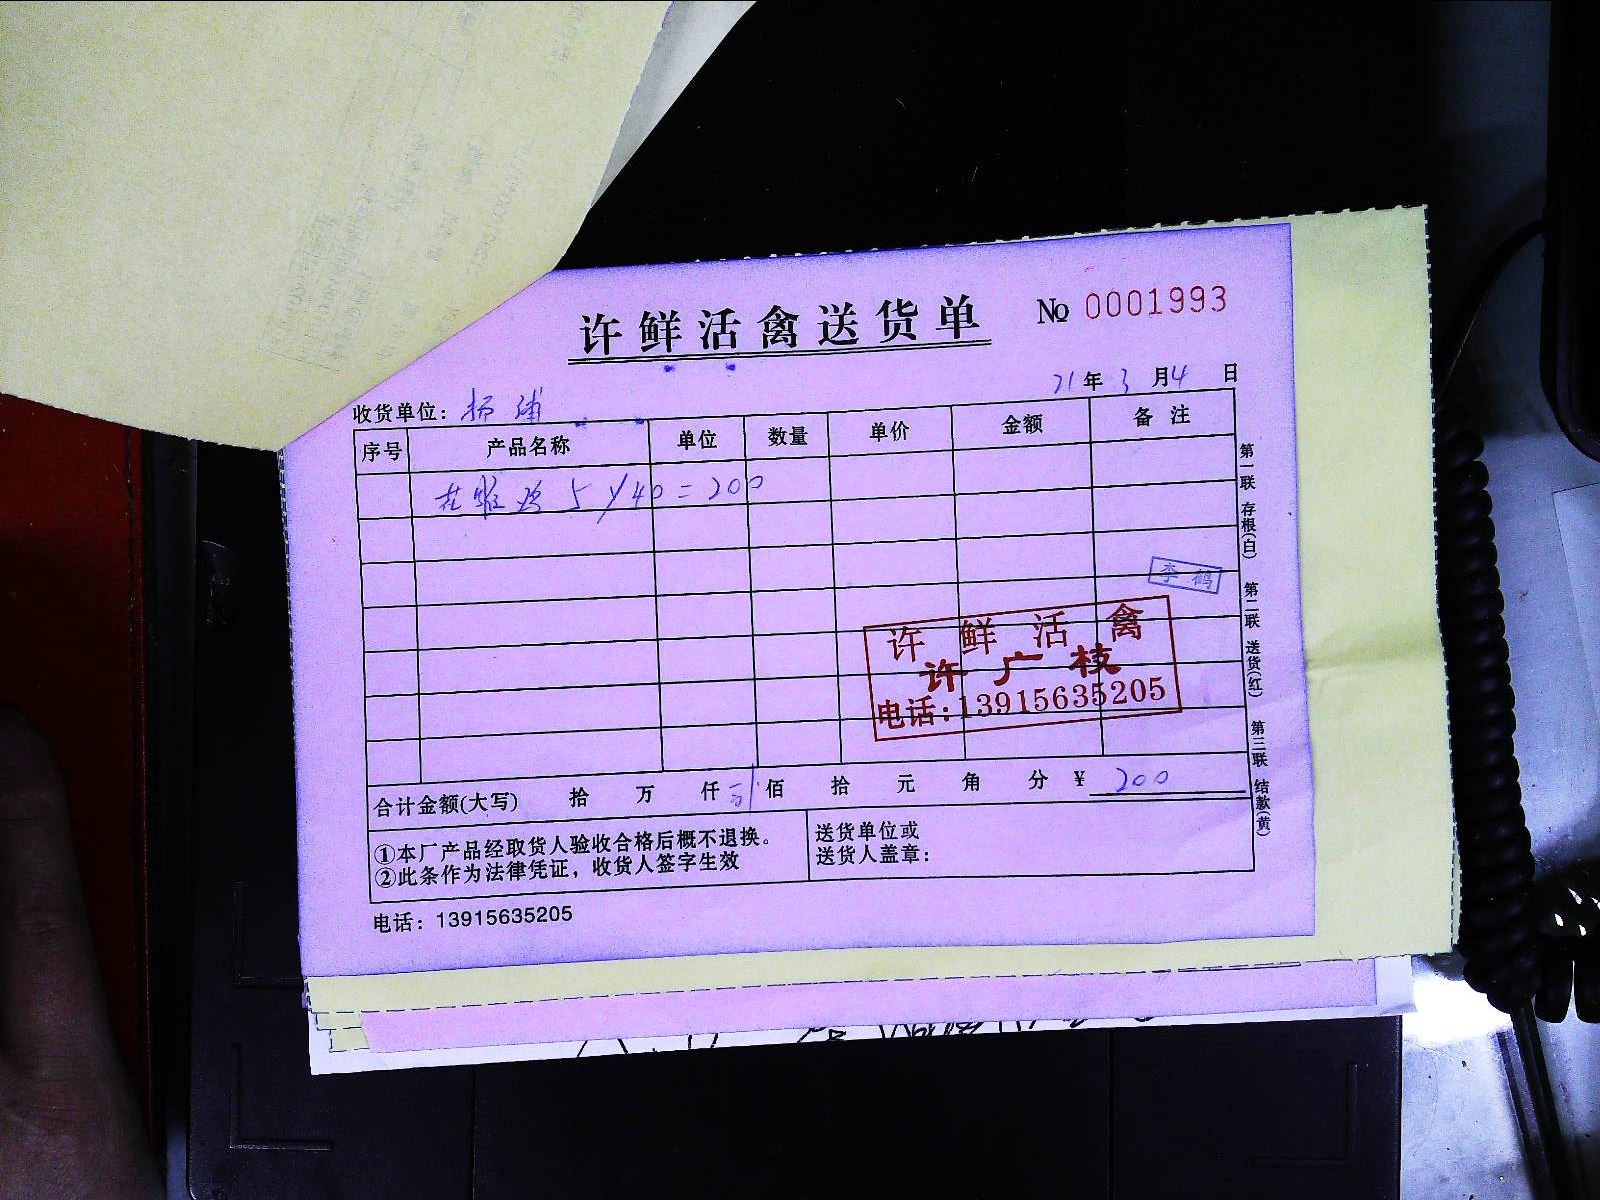 许鲜活禽送货单 № 0001993
21年3月4日
收货单位：杨浦
序号 产品名称 单位 数量 单价 金额 备注
5 × 40 = 200
李鹤
许鲜活禽
许广枝
电话:13915635205
合计金额(大写) 拾 万 仟 贰佰 拾 元 角 分 ¥ 200
①本厂产品经取货人验收合格后概不退换。
②此条作为法律凭证，收货人签字生效
送货单位或
送货人盖章：
电话：13915635205
第一联 存根(白) 第二联 送货(红) 第三联 结款(黄)